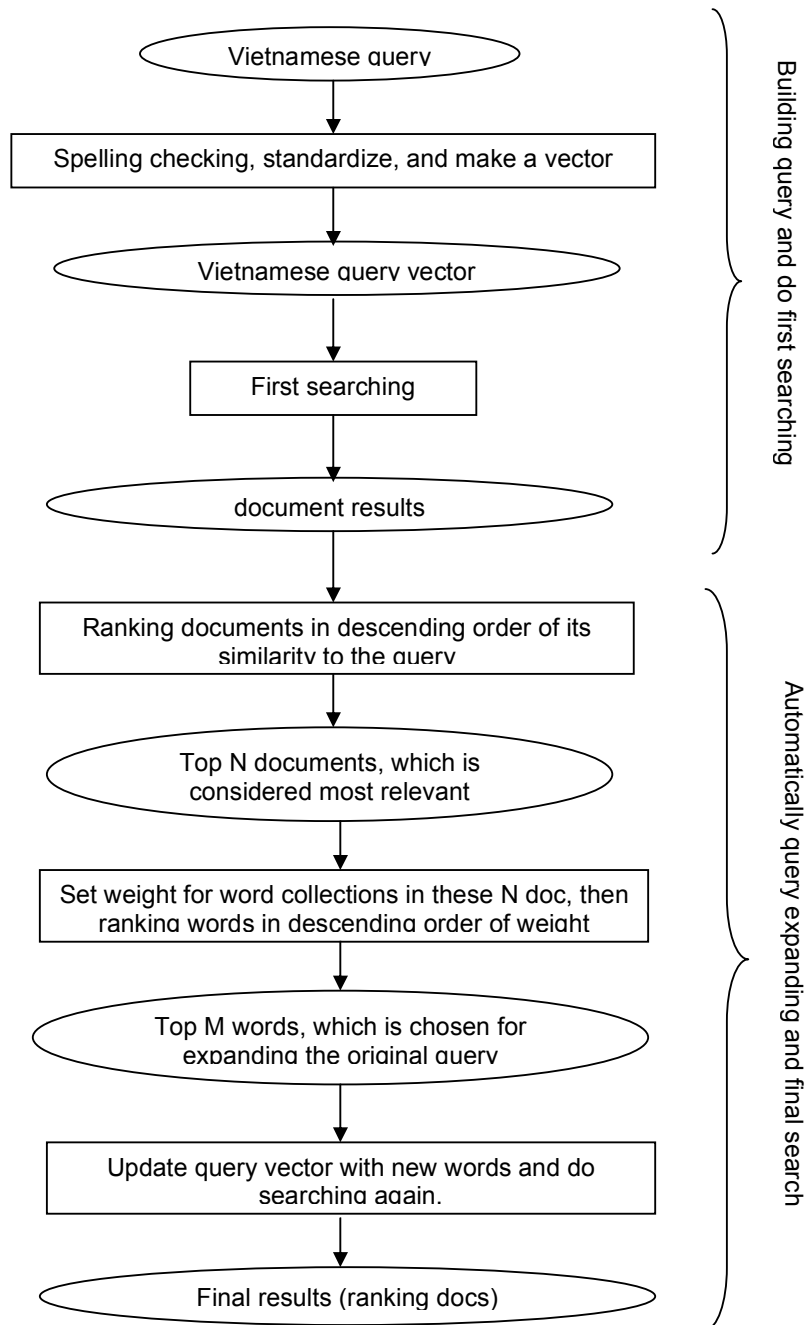 Vietnamese query
Spelling checking, standardize, and make a vector
Vietnamese query vector
First searching
document results
Building query and do first searching
Ranking documents in descending order of its
similarity to the query
Top N documents, which is
considered most relevant
Set weight for word collections in these N doc, then
ranking words in descending order of weight
Top M words, which is chosen for
expanding the original query
Update query vector with new words and do
searching again.
Final results (ranking docs)
Automatically query expanding and final search